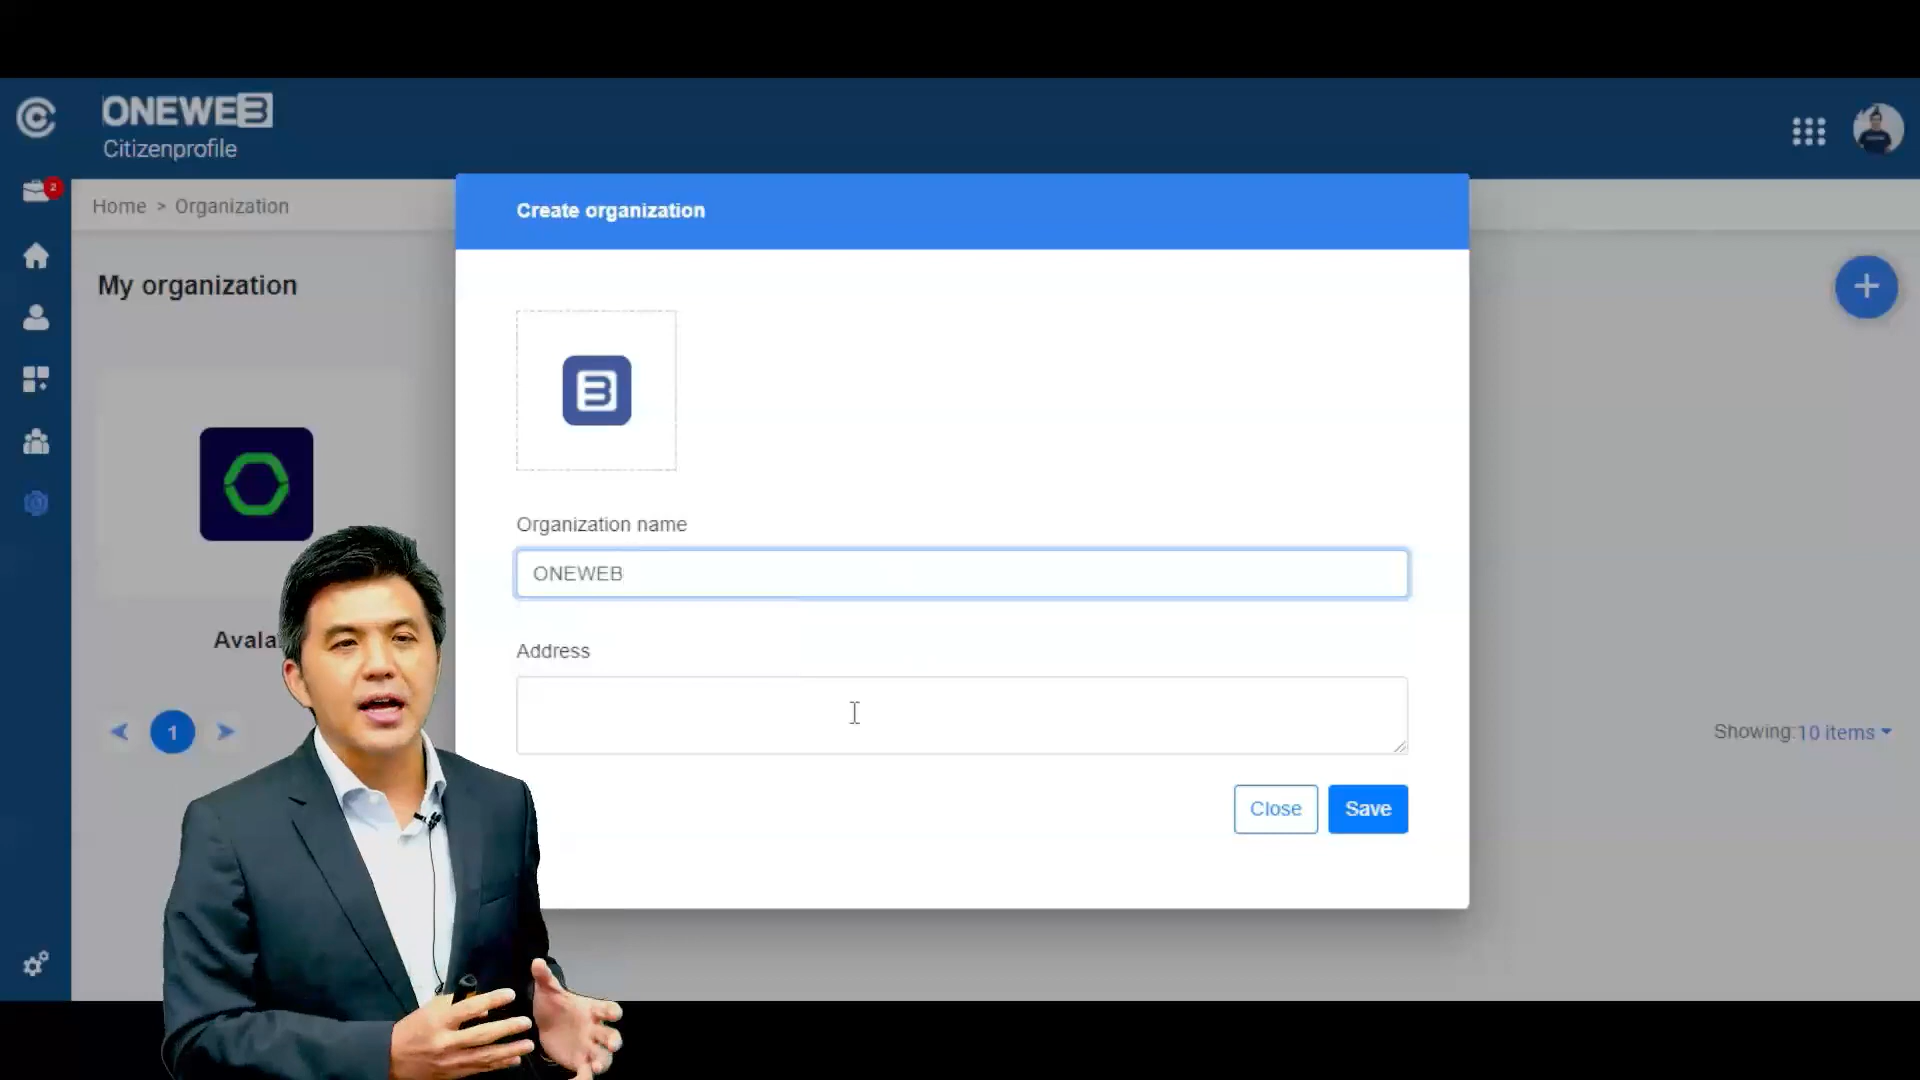 ONEWEB
Citizenprofile
2
Home > Organization
Create organization
My organization
Organization name
ONEWEB
Address
1
Showing: 10 items
Close
Save